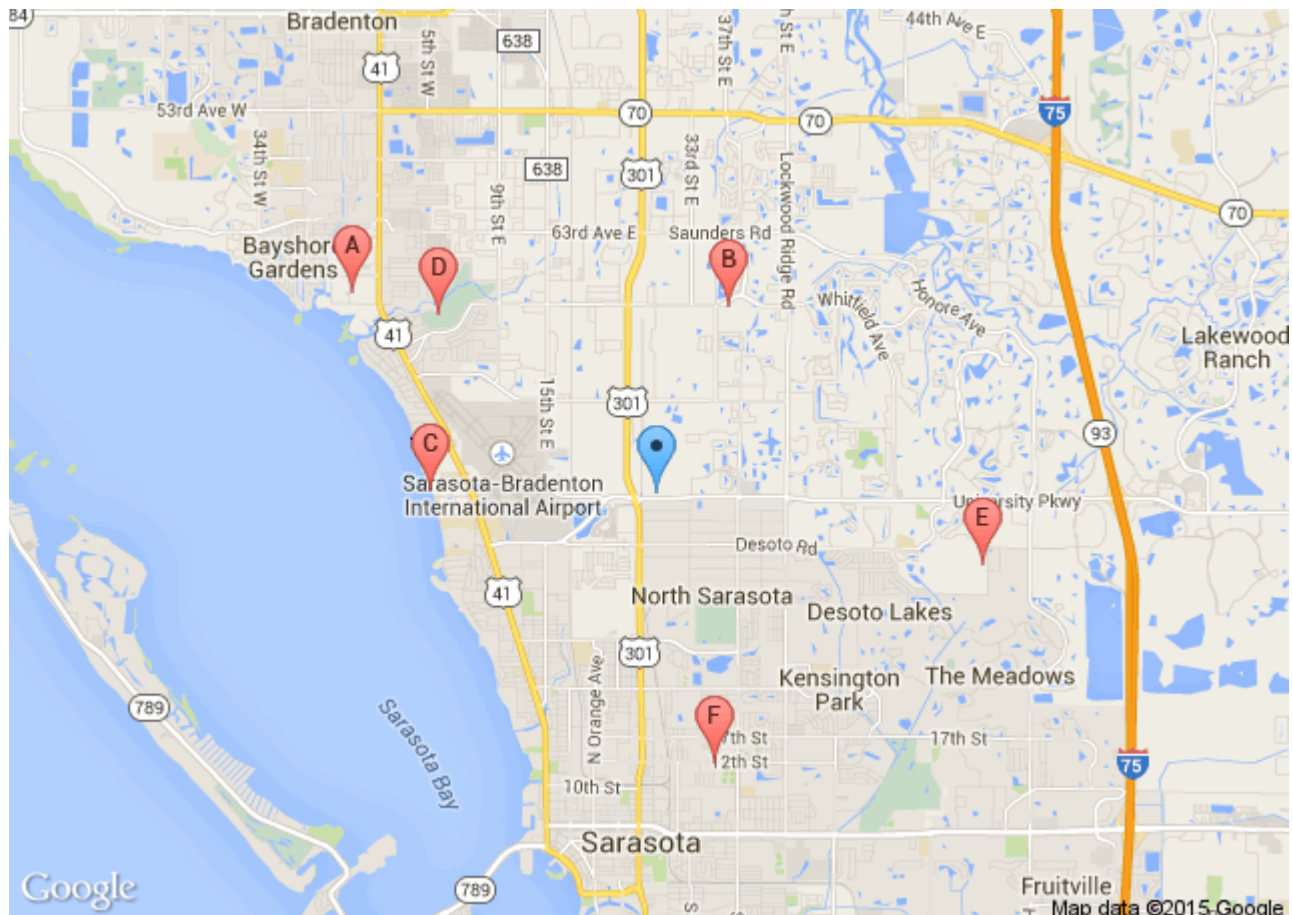 84
Bradenton
638
44th Ave E
5th St W
37th St E
th St E
41
75
53rd Ave W
70
70
34th St W
33rd St E
638
301
Lockwood Ridge Rd
9th St E
70
63rd Ave E
Saunders Rd
Bayshor
Gardens
A
D
B
Whitfield Ave
Honore Ave
41
Lakewood
Ranch
15th St E
301
93
C
Sarasota-Bradenton
International Airport
University Pkwy
E
Desoto Rd
41
North Sarasota
Desoto Lakes
301
Kensington
Park
The Meadows
789
N Orange Ave
Sarasota Bay
F
17th St
7th St
12th St
75
10th St
Sarasota
789
Fruitville
Google
Map data ©2015 Google